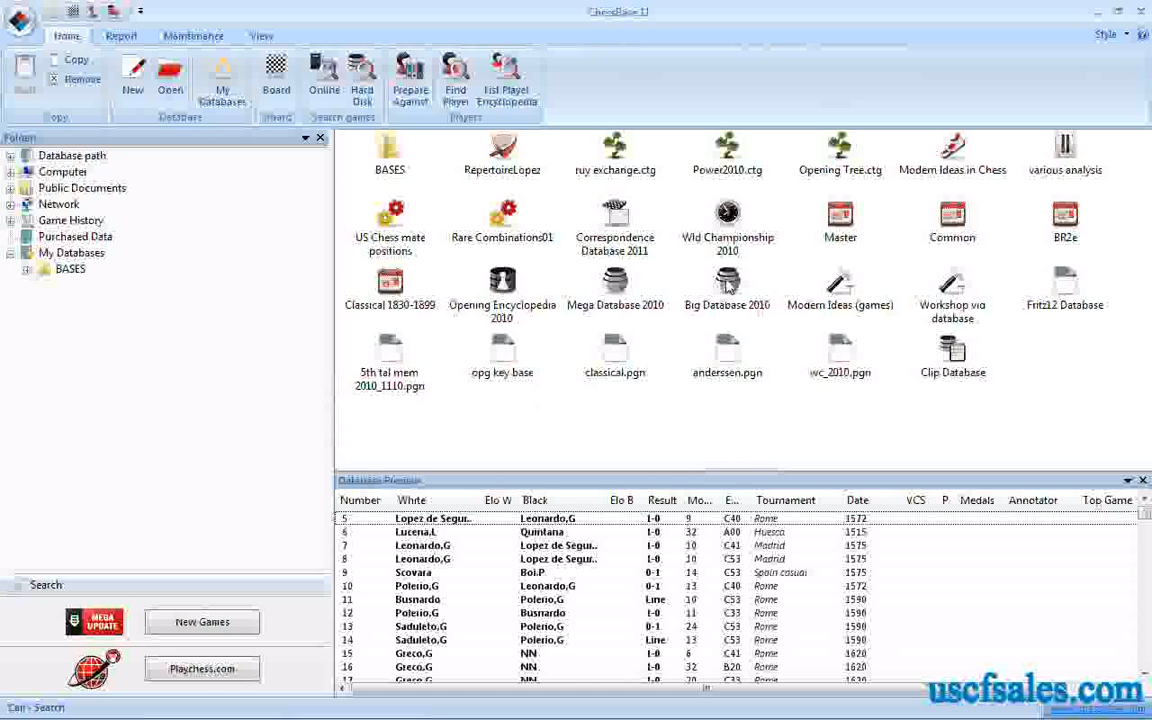 ChessBase 11
Home Report Maintenance View Style
Copy
Remove
New Open My Databases Board Online Hard Disk Prepare Against Find Player List Player Encyclopedia
Copy Database Board Search games Players
Folders
Database path
Computer
Public Documents
Network
Game History
Purchased Data
My Databases
BASES
BASES RepertoireLopez ruy exchange.ctg Power2010.ctg Opening Tree.ctg Modern Ideas in Chess various analysis
US Chess mate positions Rare Combinations01 Correspondence Database 2011 Wld Championship 2010 Master Common BR2e
Classical 1830-1899 Opening Encyclopedia 2010 Mega Database 2010 Big Database 2010 Modern Ideas (games) Workshop via database Fritz12 Database
5th tal mem 2010_1110.pgn opg key base classical.pgn anderssen.pgn wc_2010.pgn Clip Database
Database Preview
Number White Elo W Black Elo B Result Mo... E... Tournament Date VCS P Medals Annotator Top Game
5 Lopez de Segur.. Leonardo,G 1-0 9 C40 Rome 1572
6 Lucena,L Quintana 1-0 32 A00 Huesca 1515
7 Leonardo,G Lopez de Segur.. 1-0 10 C41 Madrid 1575
8 Leonardo,G Lopez de Segur.. 1-0 10 C53 Madrid 1575
9 Scovara Boi,P 0-1 14 C53 Spain casual 1575
10 Polerio,G Leonardo,G 0-1 13 C40 Rome 1572
11 Busnardo Polerio,G Line 10 C53 Rome 1590
12 Polerio,G Busnardo 1-0 11 C33 Rome 1590
13 Saduleto,G Polerio,G 0-1 24 C53 Rome 1590
14 Saduleto,G Polerio,G Line 13 C53 Rome 1590
15 Greco,G NN 1-0 6 C41 Rome 1620
16 Greco,G NN 1-0 32 B20 Rome 1620
17 Greco,G NN
Search
MEGA UPDATE New Games
Playchess.com
uscfsales.com